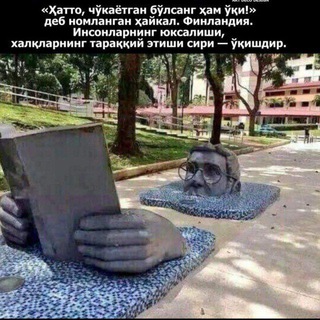 «Ҳатто, чўкаётган бўлсанг ҳам ўқи!»
деб номланган ҳайкал. Финландия.
Инсонларнинг юксалиши,
халқларнинг тараққий этиши сири — ўқишдир.